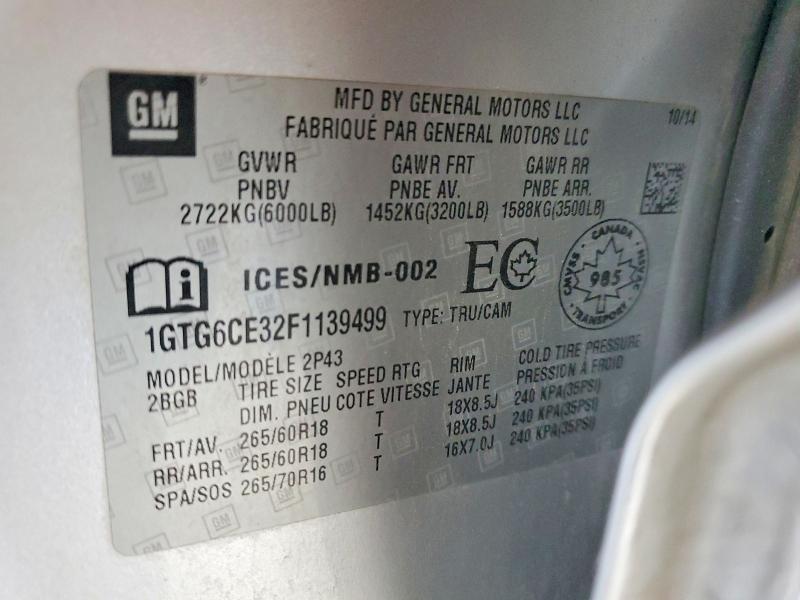 GM
MFD BY GENERAL MOTORS LLC
10/14
FABRIQUÉ PAR GENERAL MOTORS LLC
GVWR GAWR FRT GAWR RR
PNBV PNBE AV. PNBE ARR.
2722KG(6000LB) 1452KG(3200LB) 1588KG(3500LB)
ICES/NMB-002 EC
CANADA
CMVSS 985 NSVAC
TRANSPORT
1GTG6CE32F1139499 TYPE: TRU/CAM
MODEL/MODÈLE 2P43
2BGB TIRE SIZE SPEED RTG RIM COLD TIRE PRESSURE
DIM. PNEU COTE VITESSE JANTE PRESSION A FROID
FRT/AV. 265/60R18 T 18X8.5J 240 KPA(35PSI)
RR/ARR. 265/60R18 T 18X8.5J 240 KPA(35PSI)
SPA/SOS 265/70R16 T 16X7.0J 240 KPA(35PSI)